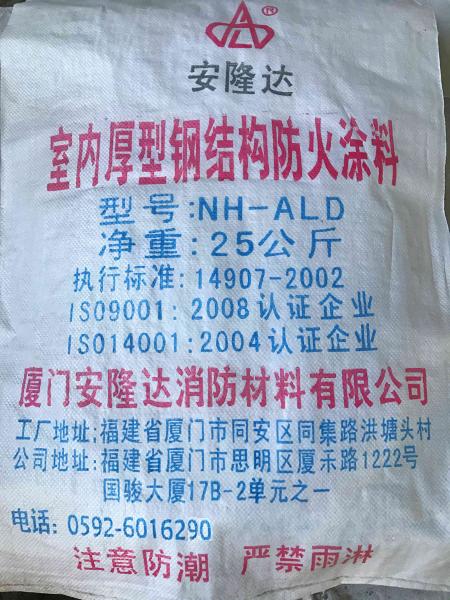 ALD®
安隆达
室内厚型钢结构防火涂料
型号:NH-ALD
净重:25公斤
执行标准:14907-2002
ISO9001:2008认证企业
ISO14001:2004认证企业
厦门安隆达消防材料有限公司
工厂地址:福建省厦门市同安区同集路洪塘头村
公司地址:福建省厦门市思明区厦禾路1222号
国骏大厦17B-2单元之一
电话:0592-6016290
注意防潮 严禁雨淋